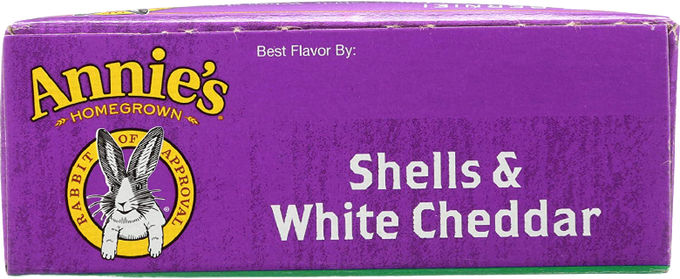 Best Flavor By:
Annie's
HOMEGROWN
RABBIT OF APPROVAL
Shells &
White Cheddar